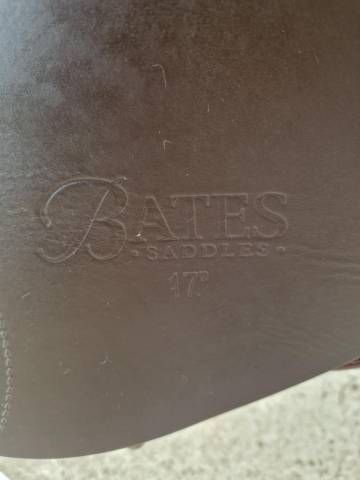 BATES
• SADDLES •
17"